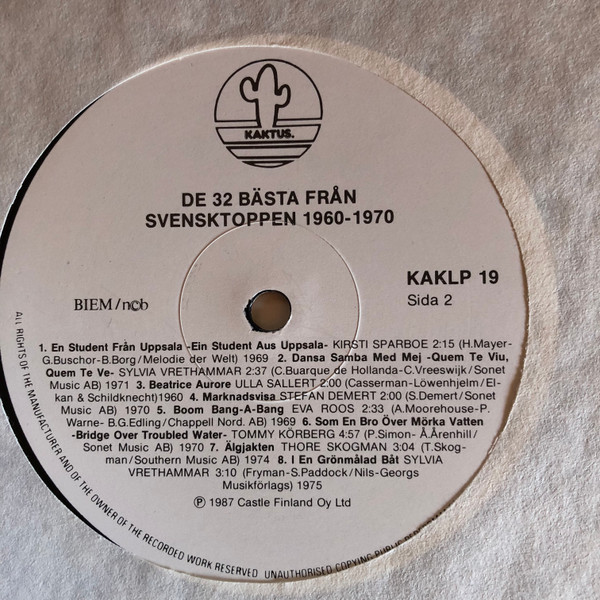 KAKTUS.
DE 32 BÄSTA FRÅN
SVENSKTOPPEN 1960-1970
KAKLP 19
BIEM/ncb
Sida 2
1. En Student Från Uppsala -Ein Student Aus Uppsala- KIRSTI SPARBOE 2:15 (H.Mayer-
G.Buschor-B.Borg/Melodie der Welt) 1969 2. Dansa Samba Med Mej -Quem Te Viu,
Quem Te Ve- SYLVIA VRETHAMMAR 2:37 (C.Buarque de Hollanda-C.Vreeswijk/Sonet
Music AB) 1971 3. Beatrice Aurore ULLA SALLERT 2:00 (Casserman-Löwenhjelm/El-
kan & Schildknecht)1960 4. Marknadsvisa STEFAN DEMERT 2:20 (S.Demert/Sonet
Music AB) 1970 5. Boom Bang-A-Bang EVA ROOS 2:33 (A.Moorehouse-P.
Warne-B.G.Edling/Chappell Nord. AB) 1969 6. Som En Bro Över Mörka Vatten
-Bridge Over Troubled Water- TOMMY KÖRBERG 4:57 (P.Simon- Å.Årenhill/
Sonet Music AB) 1970 7. Älgjakten THORE SKOGMAN 3:04 (T.Skog-
man/Southern Music AB) 1974 8. I En Grönmålad Båt SYLVIA
VRETHAMMAR 3:10 (Fryman-S.Paddock/Nils-Georgs
Musikförlags) 1975
Ⓟ 1987 Castle Finland Oy Ltd
ALL RIGHTS OF THE MANUFACTURER AND OF THE OWNER OF THE RECORDED WORK RESERVED UNAUTHORISED COPYING PUBLIC